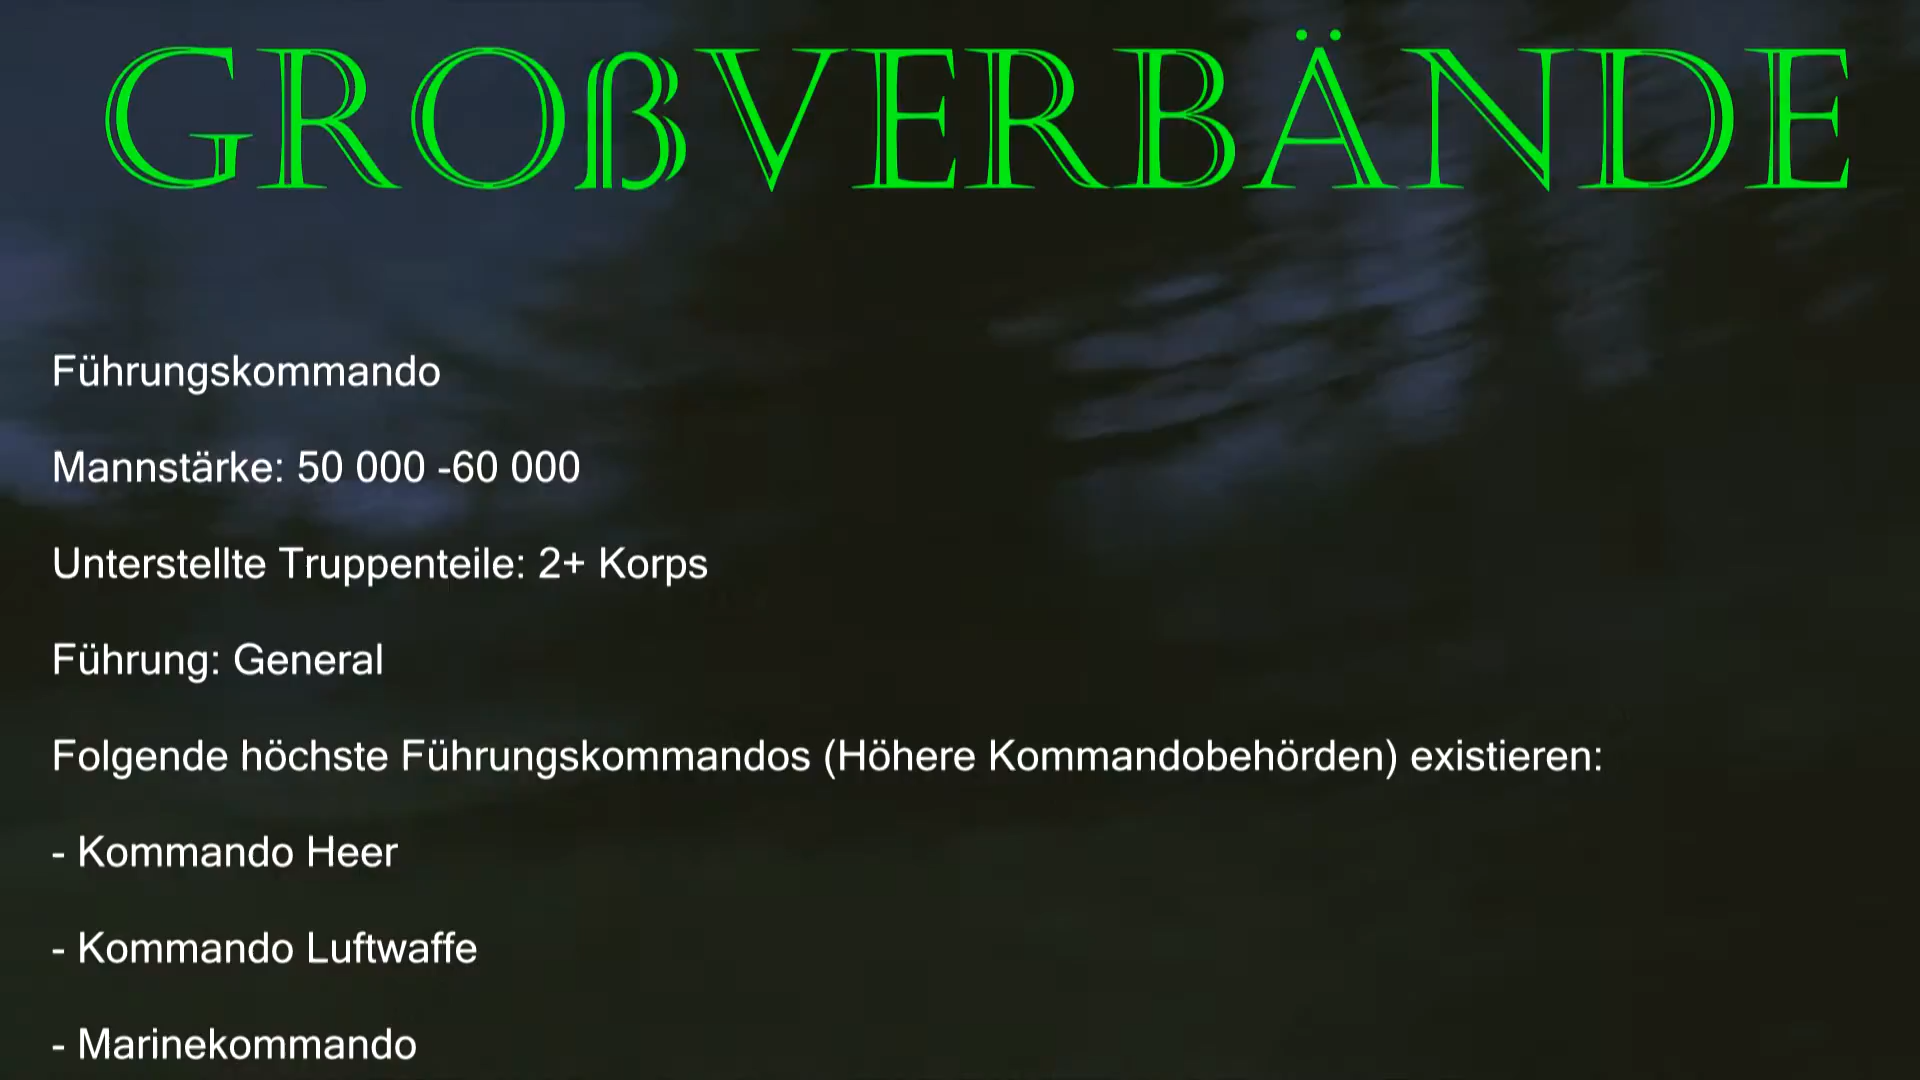 GROßVERBÄNDE
Führungskommando
Mannstärke: 50 000 -60 000
Unterstellte Truppenteile: 2+ Korps
Führung: General
Folgende höchste Führungskommandos (Höhere Kommandobehörden) existieren:
- Kommando Heer
- Kommando Luftwaffe
- Marinekommando